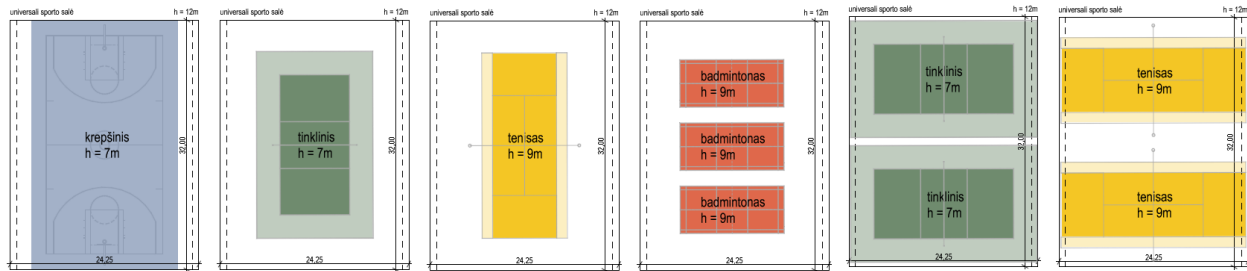 universali sporto salė h = 12m
krepšinis
h = 7m
32,00
24,25
universali sporto salė h = 12m
tinklinis
h = 7m
32,00
24,25
universali sporto salė h = 12m
tenisas
h = 9m
32,00
24,25
universali sporto salė h = 12m
badmintonas
h = 9m
badmintonas
h = 9m
badmintonas
h = 9m
32,00
24,25
universali sporto salė h = 12m
tinklinis
h = 7m
tinklinis
h = 7m
32,00
24,25
universali sporto salė h = 12m
tenisas
h = 9m
tenisas
h = 9m
32,00
24,25